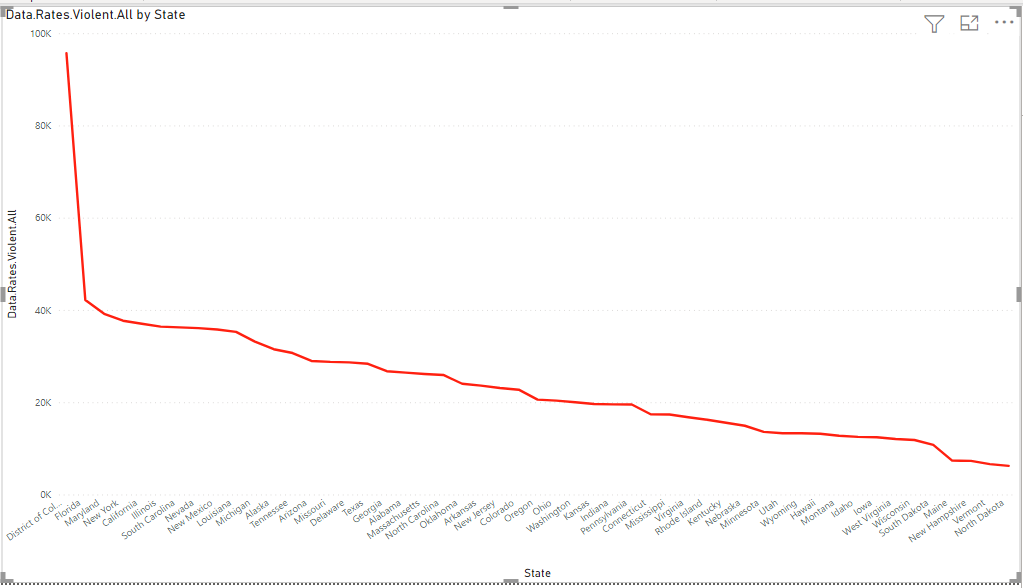 Data.Rates.Violent.All by State
100K
80K
60K
40K
20K
0K
Data.Rates.Violent.All
District of Col...
Florida
Maryland
New York
California
Illinois
South Carolina
Nevada
New Mexico
Louisiana
Michigan
Alaska
Tennessee
Arizona
Missouri
Delaware
Texas
Georgia
Alabama
Massachusetts
North Carolina
Oklahoma
Arkansas
New Jersey
Colorado
Oregon
Ohio
Washington
Kansas
Indiana
Pennsylvania
Connecticut
Mississippi
Virginia
Rhode Island
Kentucky
Nebraska
Minnesota
Utah
Wyoming
Hawaii
Montana
Idaho
Iowa
West Virginia
Wisconsin
South Dakota
Maine
New Hampshire
Vermont
North Dakota
State